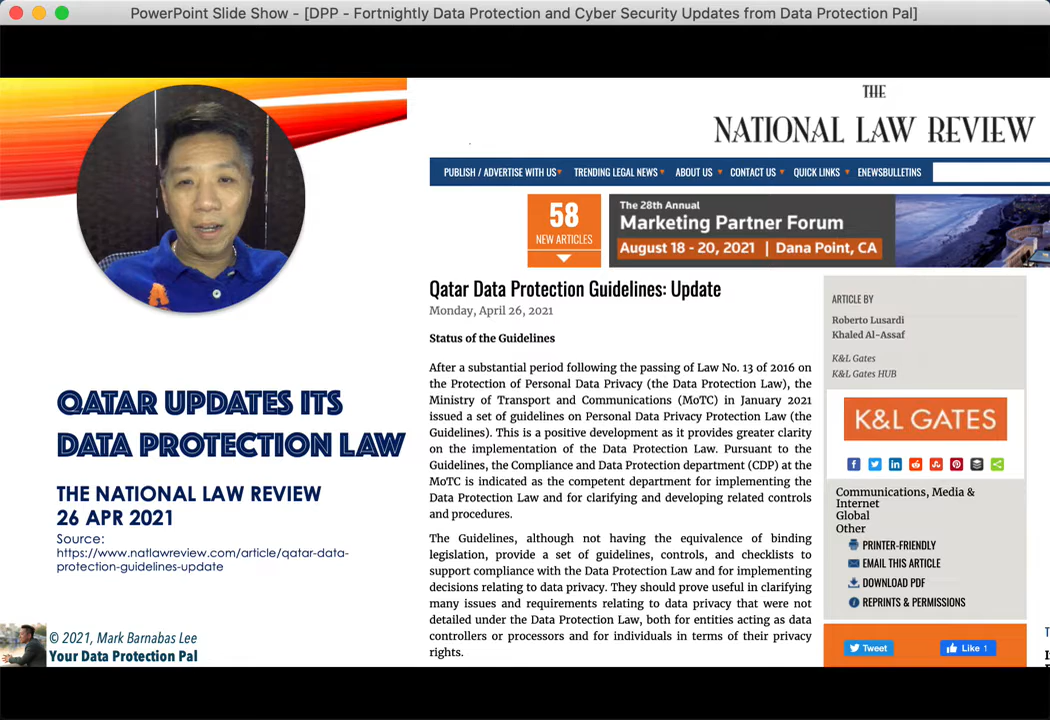 PowerPoint Slide Show - [DPP - Fortnightly Data Protection and Cyber Security Updates from Data Protection Pal]
QATAR UPDATES ITS
DATA PROTECTION LAW
THE NATIONAL LAW REVIEW
26 APR 2021
Source:
https://www.natlawreview.com/article/qatar-data-
protection-guidelines-update
© 2021, Mark Barnabas Lee
Your Data Protection Pal
THE
NATIONAL LAW REVIEW
PUBLISH / ADVERTISE WITH US TRENDING LEGAL NEWS ABOUT US CONTACT US QUICK LINKS ENEWSBULLETINS
58
NEW ARTICLES
The 28th Annual
Marketing Partner Forum
August 18 - 20, 2021 | Dana Point, CA
Qatar Data Protection Guidelines: Update
Monday, April 26, 2021
Status of the Guidelines
After a substantial period following the passing of Law No. 13 of 2016 on
the Protection of Personal Data Privacy (the Data Protection Law), the
Ministry of Transport and Communications (MoTC) in January 2021
issued a set of guidelines on Personal Data Privacy Protection Law (the
Guidelines). This is a positive development as it provides greater clarity
on the implementation of the Data Protection Law. Pursuant to the
Guidelines, the Compliance and Data Protection department (CDP) at the
MoTC is indicated as the competent department for implementing the
Data Protection Law and for clarifying and developing related controls
and procedures.
The Guidelines, although not having the equivalence of binding
legislation, provide a set of guidelines, controls, and checklists to
support compliance with the Data Protection Law and for implementing
decisions relating to data privacy. They should prove useful in clarifying
many issues and requirements relating to data privacy that were not
detailed under the Data Protection Law, both for entities acting as data
controllers or processors and for individuals in terms of their privacy
rights.
ARTICLE BY
Roberto Lusardi
Khaled Al-Assaf
K&L Gates
K&L Gates HUB
K&L GATES
Communications, Media &
Internet
Global
Other
PRINTER-FRIENDLY
EMAIL THIS ARTICLE
DOWNLOAD PDF
REPRINTS & PERMISSIONS
Tweet
Like 1